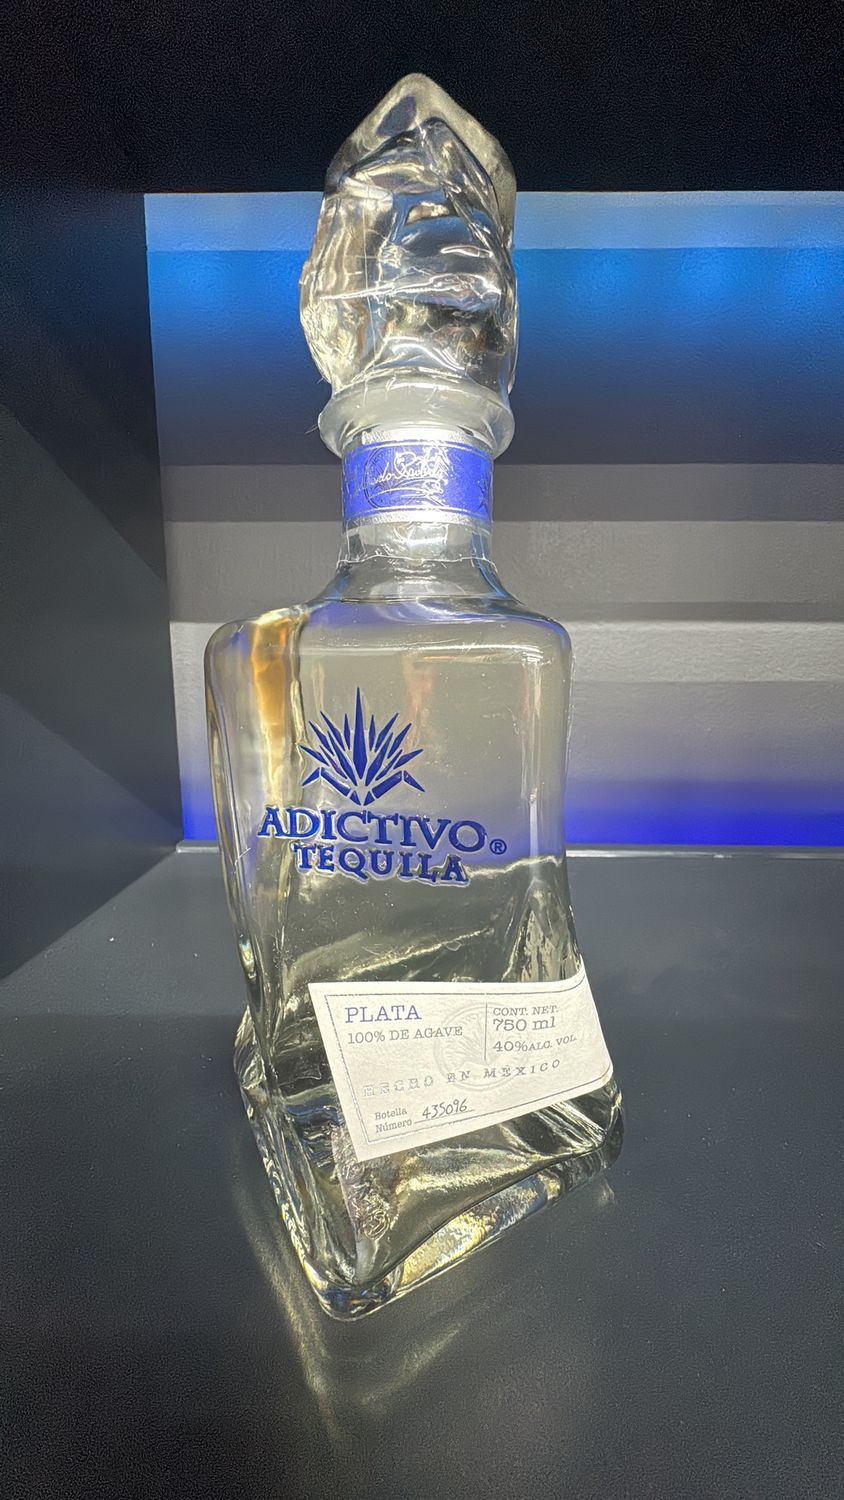 ADICTIVO®
TEQUILA
PLATA
100% DE AGAVE
CONT. NET.
750 ml
40% ALC. VOL.
HECHO EN MÉXICO
Botella
Número 435096